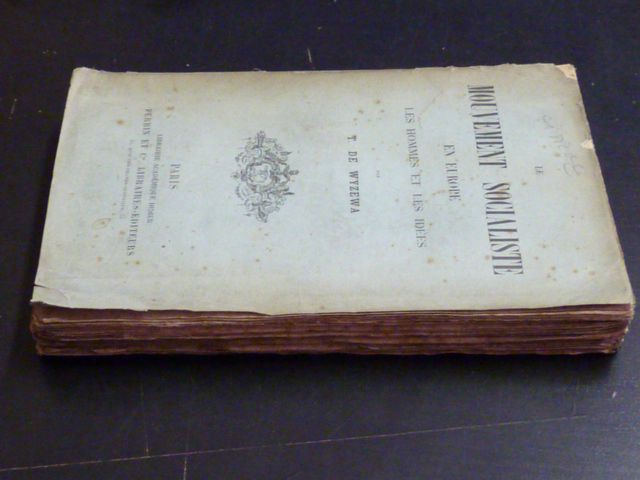 LE
MOUVEMENT SOCIALISTE
EN EUROPE
LES HOMMES ET LES IDÉES
PAR
T. DE WYZEWA
PARIS
LIBRAIRIE ACADÉMIQUE DIDIER
PERRIN ET Cie, LIBRAIRES-ÉDITEURS